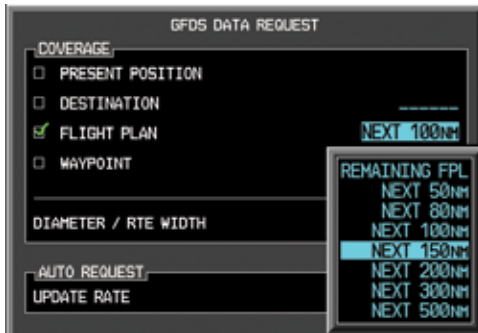 GFDS DATA REQUEST
COVERAGE
PRESENT POSITION
DESTINATION ______
FLIGHT PLAN NEXT 100NM
WAYPOINT
DIAMETER / RTE WIDTH
REMAINING FPL
NEXT 50NM
NEXT 80NM
NEXT 100NM
NEXT 150NM
NEXT 200NM
NEXT 300NM
NEXT 500NM
AUTO REQUEST
UPDATE RATE